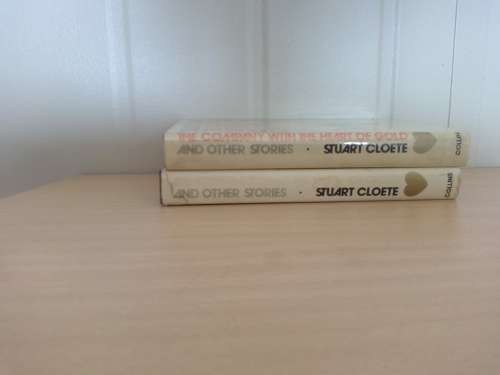 THE COMPANY WITH THE HEART OF GOLD
AND OTHER STORIES · STUART CLOETE
COLLINS
AND OTHER STORIES · STUART CLOETE
COLLINS